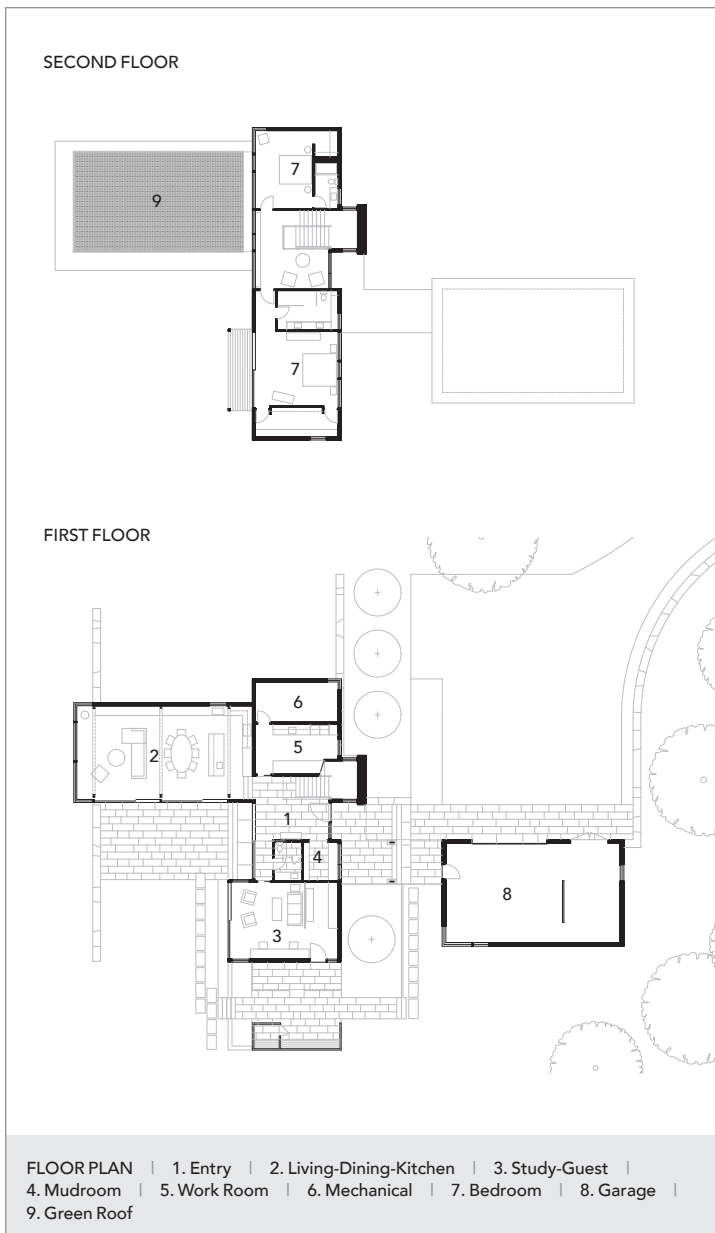 SECOND FLOOR
7
9
7
FIRST FLOOR
6
2
5
1
4
8
3
FLOOR PLAN | 1. Entry | 2. Living-Dining-Kitchen | 3. Study-Guest |
4. Mudroom | 5. Work Room | 6. Mechanical | 7. Bedroom | 8. Garage |
9. Green Roof